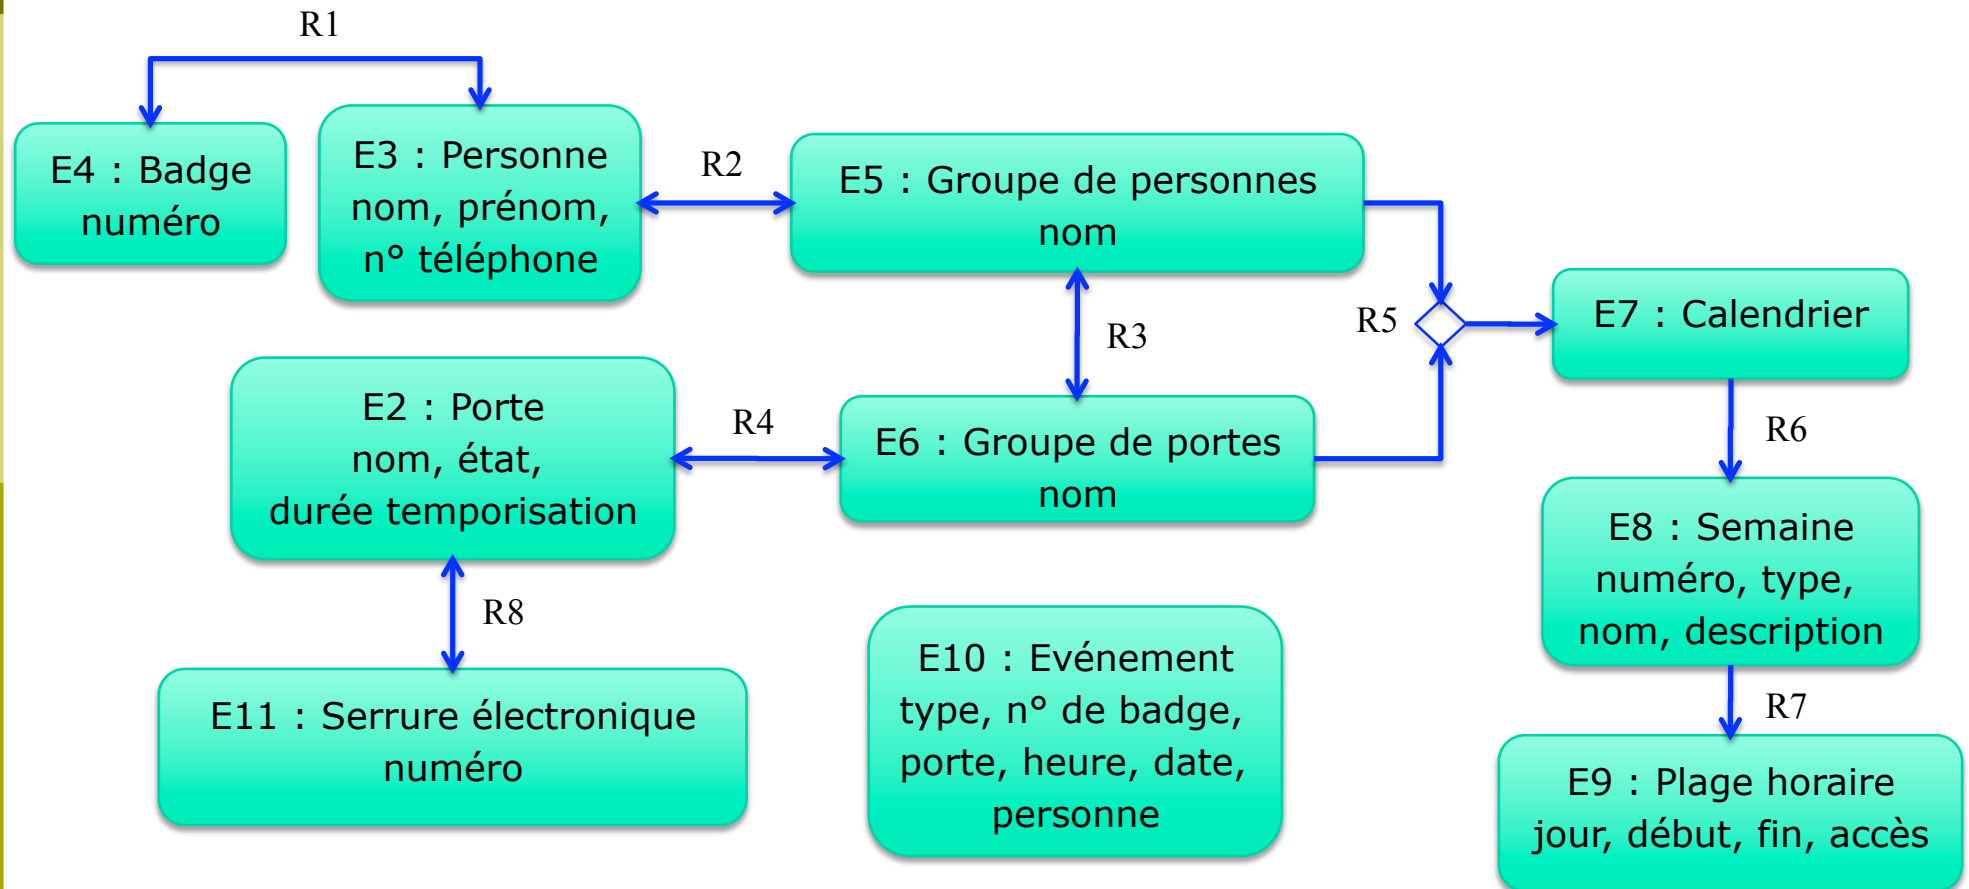 R1
E4 : Badge
numéro
E3 : Personne
nom, prénom,
n° téléphone
R2
E5 : Groupe de personnes
nom
R3
R5
E7 : Calendrier
E2 : Porte
nom, état,
durée temporisation
R4
E6 : Groupe de portes
nom
R6
E8 : Semaine
numéro, type,
nom, description
R8
E11 : Serrure électronique
numéro
E10 : Evénement
type, n° de badge,
porte, heure, date,
personne
R7
E9 : Plage horaire
jour, début, fin, accès